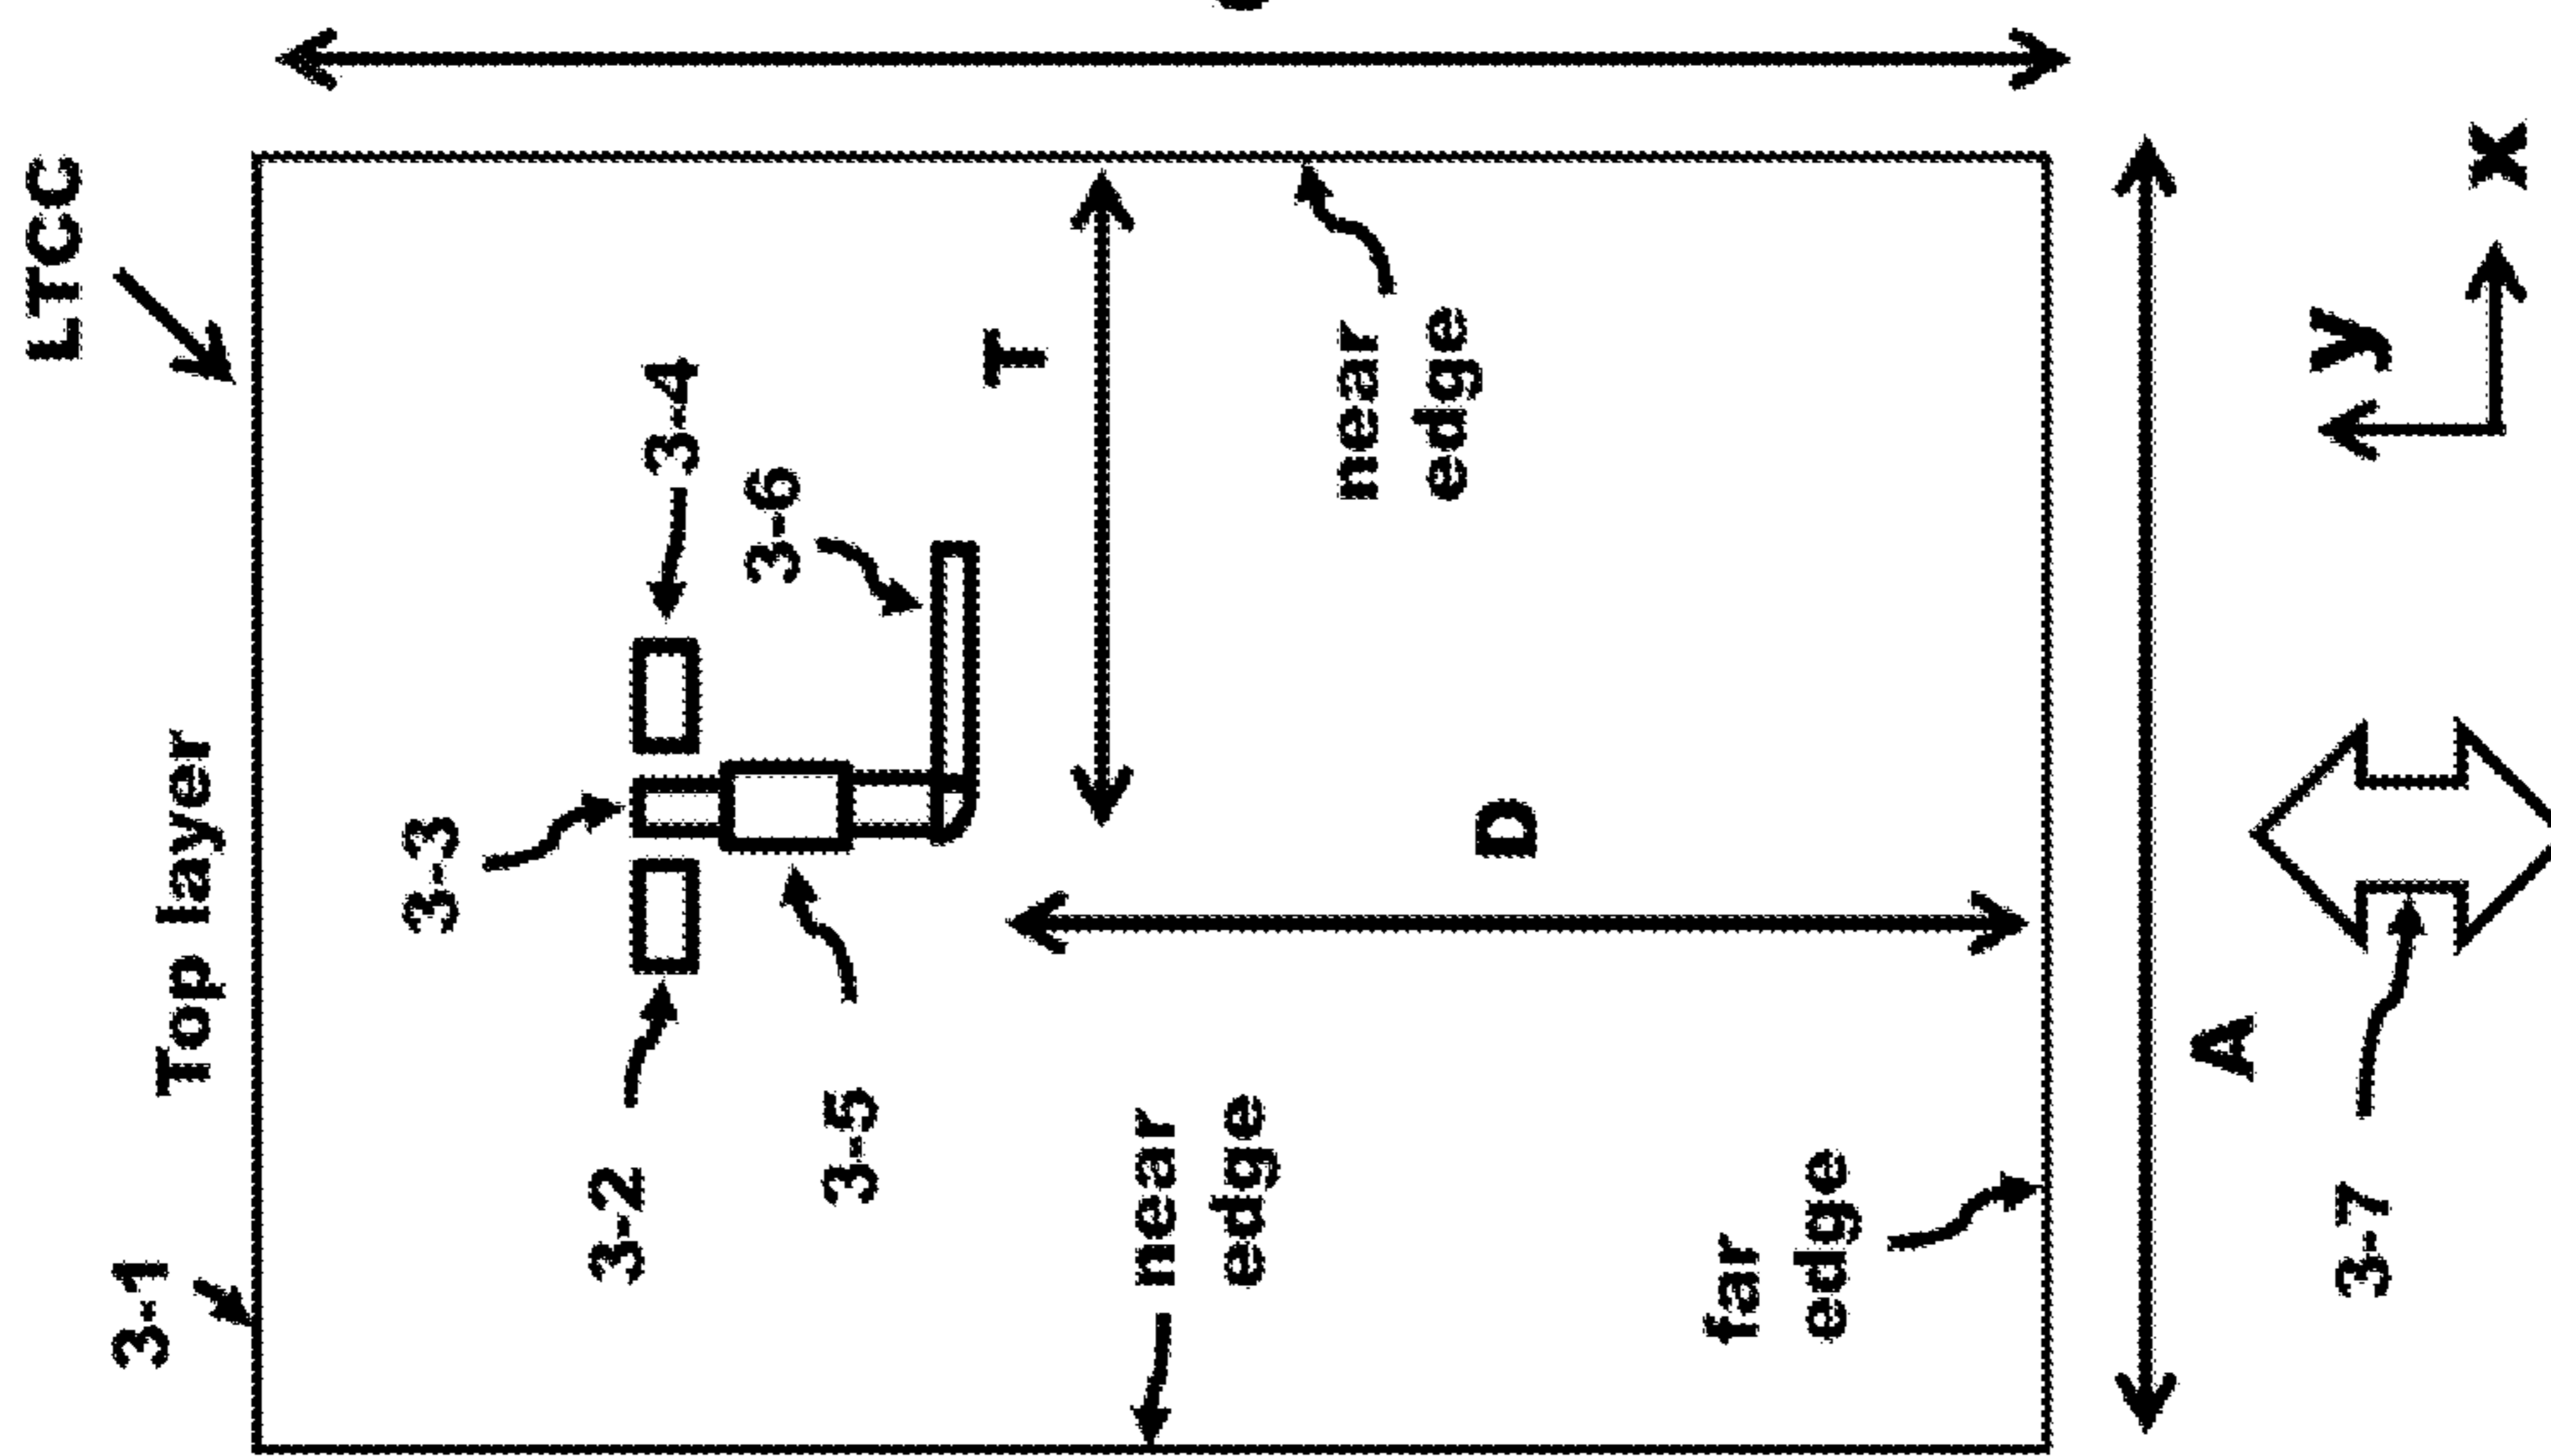 LTCC
Top layer
3-1
3-4
3-6
3-3
T
3-2
3-5
near
edge
D
near
edge
far
edge
A
y
x
3-7